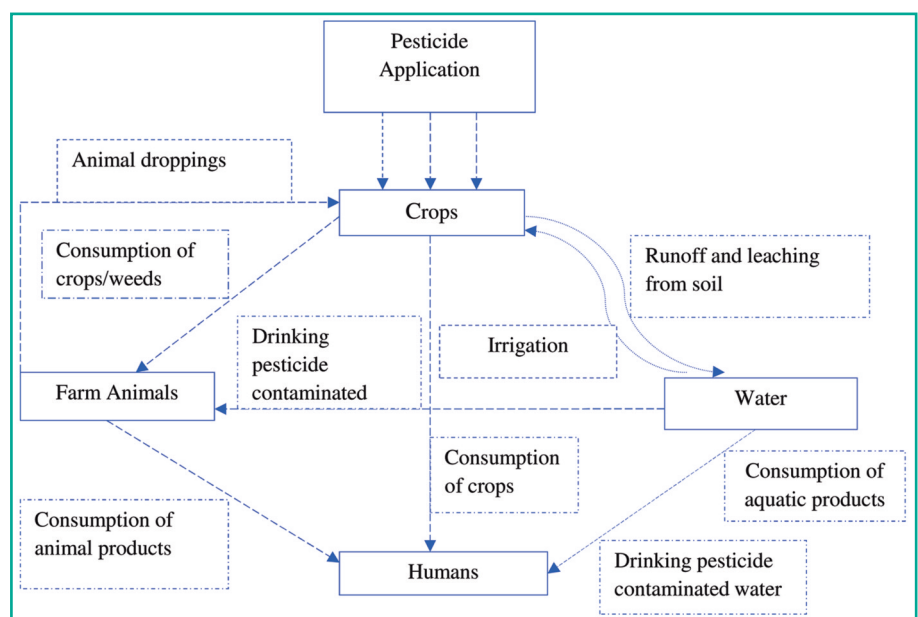 Pesticide
Application
Animal droppings
Crops
Consumption of
crops/weeds
Runoff and leaching
from soil
Drinking
pesticide
contaminated
Irrigation
Farm Animals
Water
Consumption
of crops
Consumption of
aquatic products
Consumption of
animal products
Humans
Drinking pesticide
contaminated water